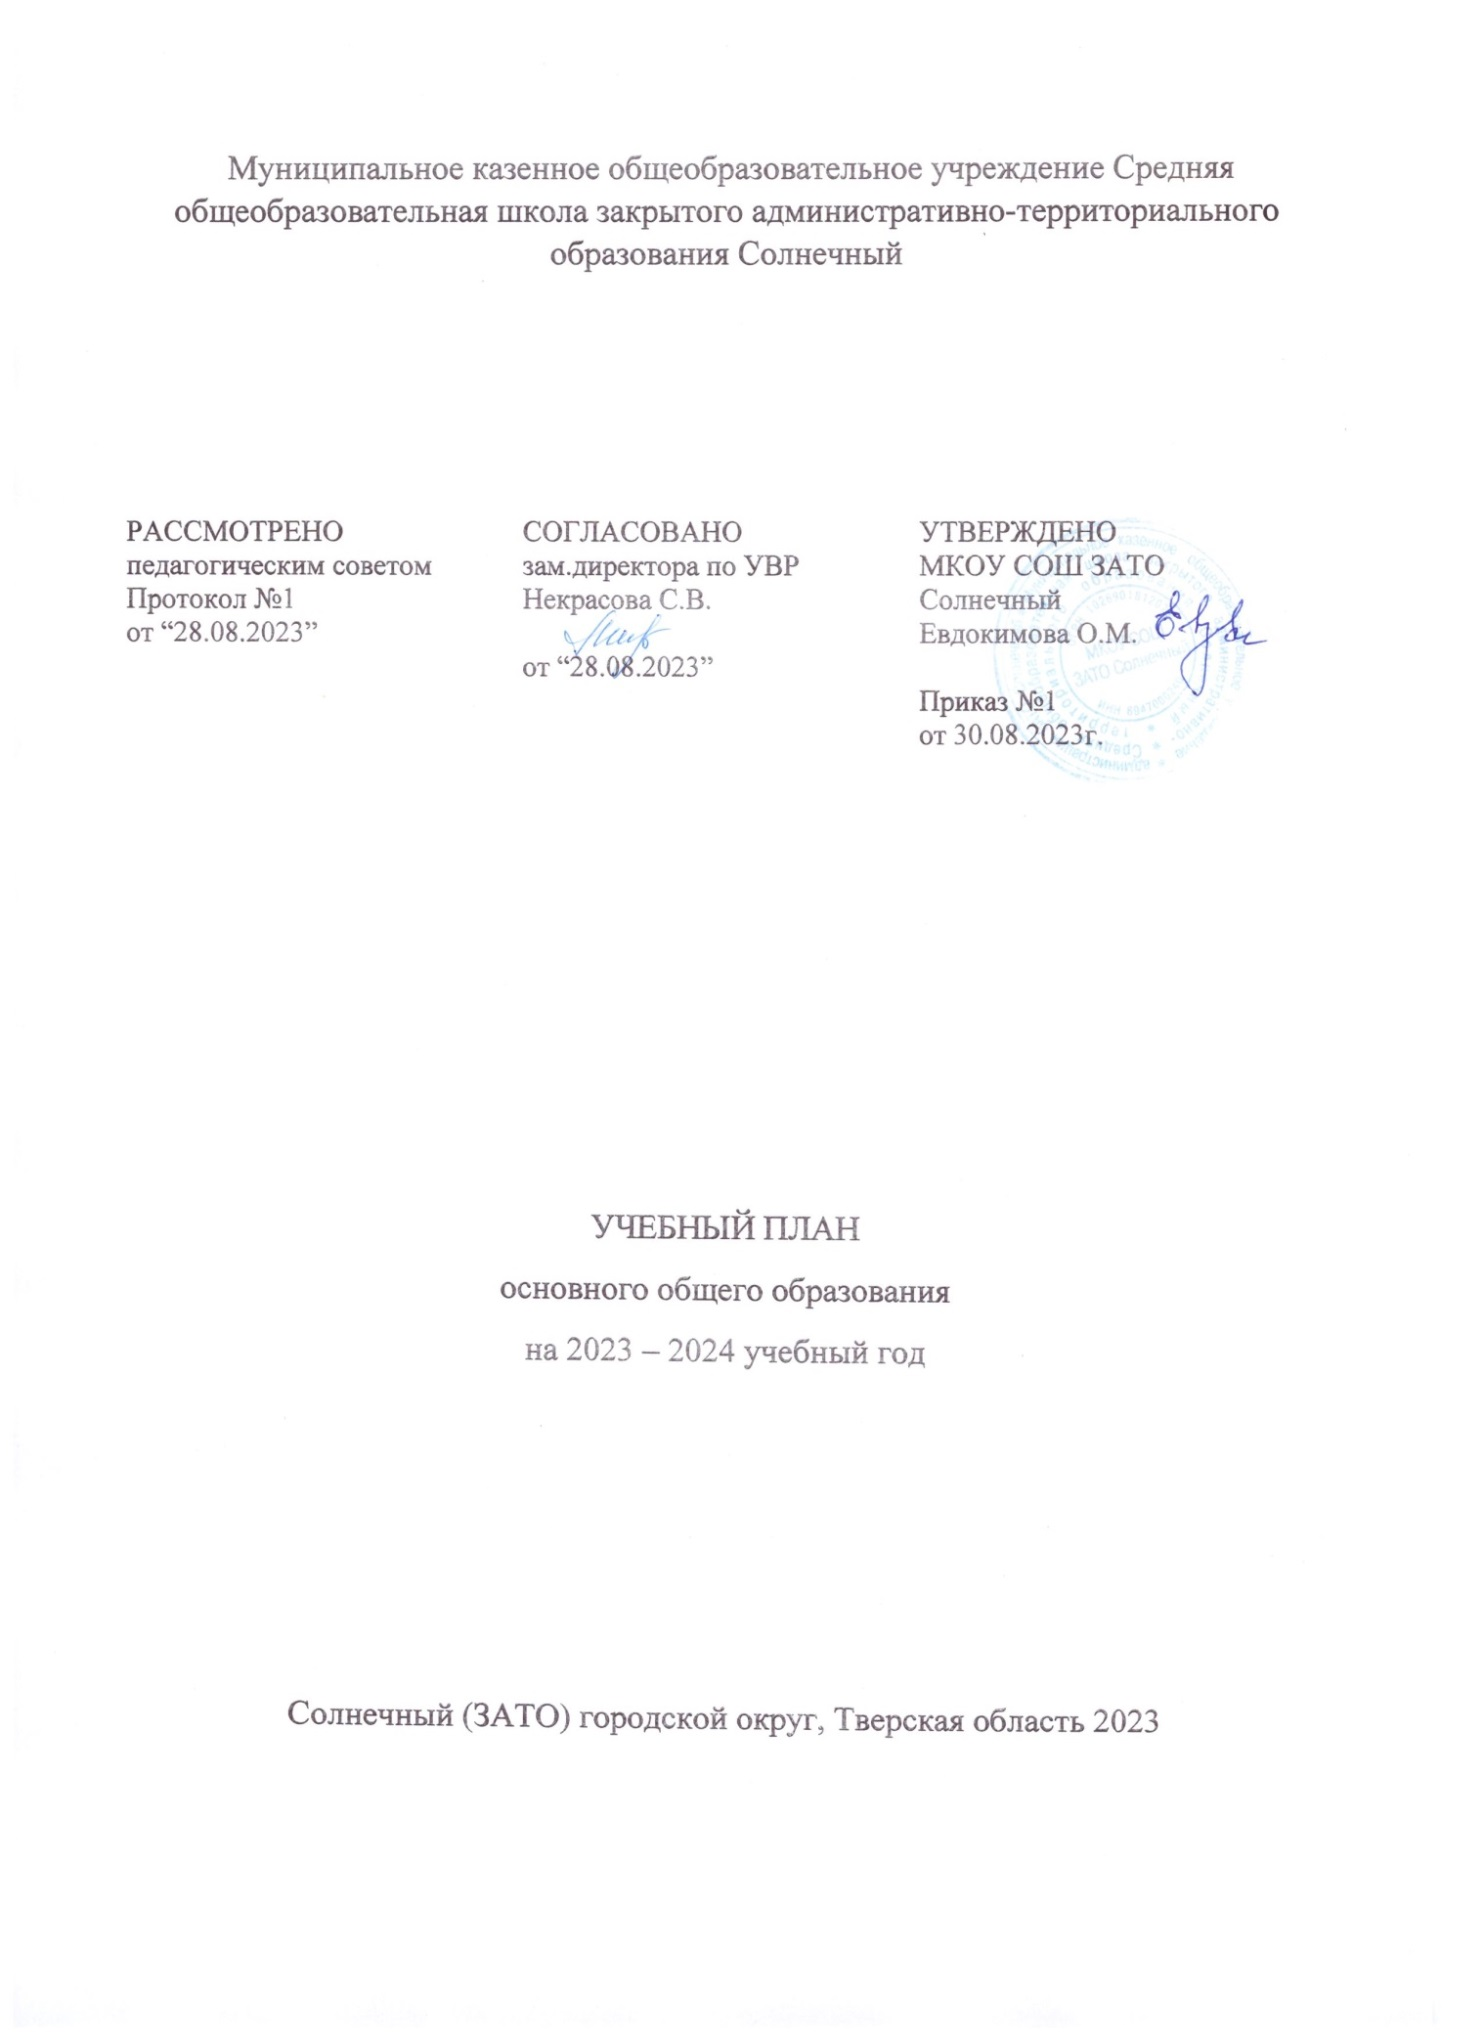 Муниципальное казенное общеобразовательное учреждение Средняя
общеобразовательная школа закрытого административно-территориального
образования Солнечный
РАССМОТРЕНО
педагогическим советом
Протокол №1
от “28.08.2023”
СОГЛАСОВАНО
зам.директора по УВР
Некрасова С.В.
от “28.08.2023”
УТВЕРЖДЕНО
МКОУ СОШ ЗАТО
Солнечный
Евдокимова О.М.
Приказ №1
от 30.08.2023г.
ЗАТО Солнечный
УЧЕБНЫЙ ПЛАН
основного общего образования
на 2023 – 2024 учебный год
Солнечный (ЗАТО) городской округ, Тверская область 2023